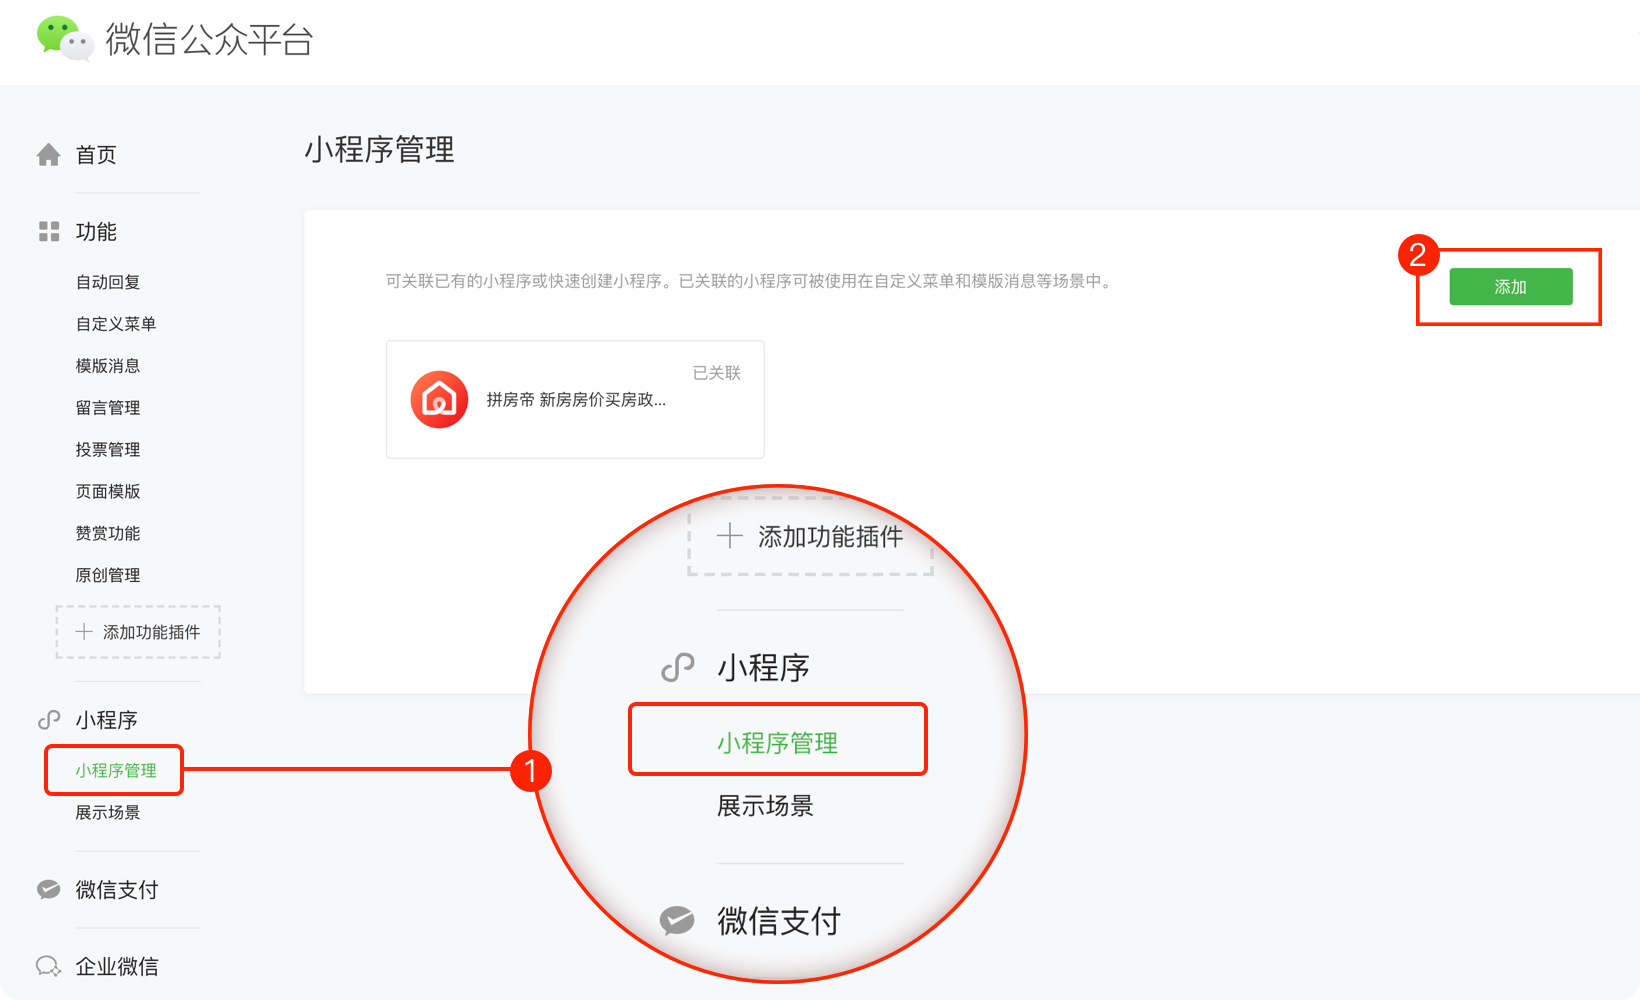 微信公众平台
首页
功能
自动回复
自定义菜单
模版消息
留言管理
投票管理
页面模版
赞赏功能
原创管理
添加功能插件
小程序
小程序管理
展示场景
微信支付
企业微信
小程序管理
可关联已有的小程序或快速创建小程序。已关联的小程序可被使用在自定义菜单和模版消息等场景中。
2
添加
已关联
拼房帝 新房房价买房政...
1
添加功能插件
小程序
小程序管理
展示场景
微信支付